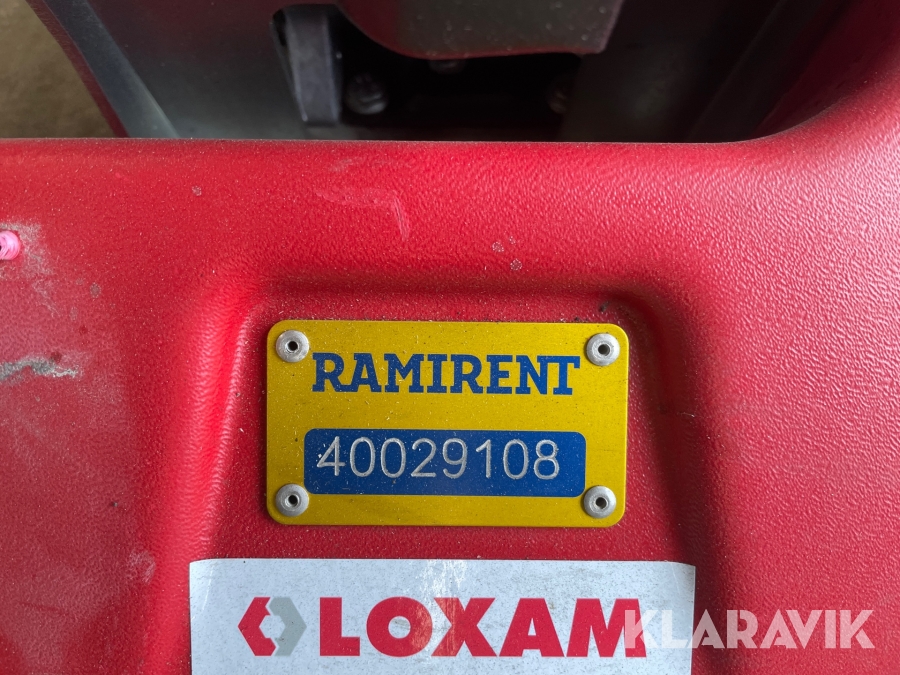 RAMIRENT
40029108
LOXAM
KLARAVIK